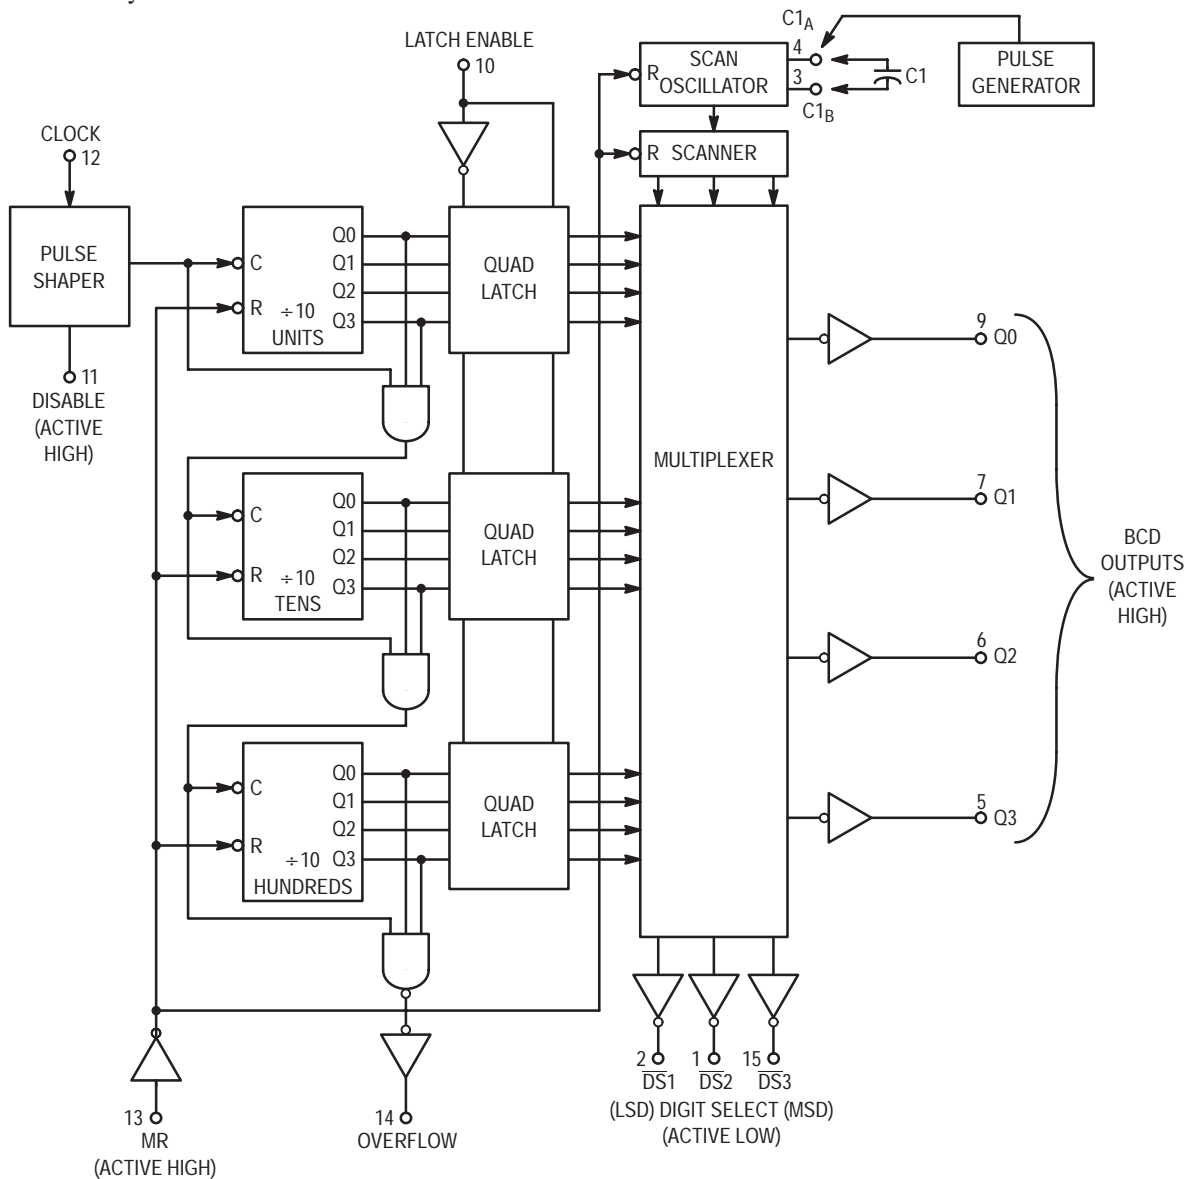 LATCH ENABLE
10
C1A
4
3
C1B
C1
SCAN
R OSCILLATOR
PULSE
GENERATOR
R SCANNER
CLOCK
12
PULSE
SHAPER
11
DISABLE
(ACTIVE
HIGH)
C
R
÷10
UNITS
Q0
Q1
Q2
Q3
QUAD
LATCH
C
R
÷10
TENS
Q0
Q1
Q2
Q3
QUAD
LATCH
C
R
÷10
HUNDREDS
Q0
Q1
Q2
Q3
QUAD
LATCH
MULTIPLEXER
9
Q0
7
Q1
6
Q2
5
Q3
BCD
OUTPUTS
(ACTIVE
HIGH)
13
MR
(ACTIVE HIGH)
14
OVERFLOW
2 1 15
DS1 DS2 DS3
(LSD) DIGIT SELECT (MSD)
(ACTIVE LOW)